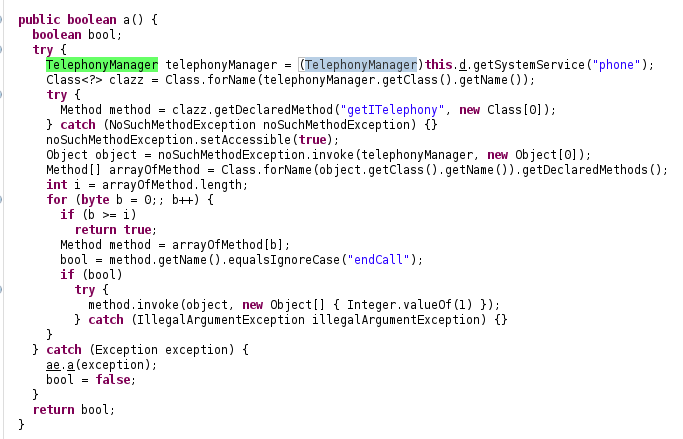 public boolean a() {
boolean bool;
try {
TelephonyManager telephonyManager = (TelephonyManager)this.d.getSystemService("phone");
Class<?> clazz = Class.forName(telephonyManager.getClass().getName());
try {
Method method = clazz.getDeclaredMethod("getITelephony", new Class[0]);
} catch (NoSuchMethodException noSuchMethodException) {}
noSuchMethodException.setAccessible(true);
Object object = noSuchMethodException.invoke(telephonyManager, new Object[0]);
Method[] arrayOfMethod = Class.forName(object.getClass().getName()).getDeclaredMethods();
int i = arrayOfMethod.length;
for (byte b = 0;; b++) {
if (b >= i)
return true;
Method method = arrayOfMethod[b];
bool = method.getName().equalsIgnoreCase("endCall");
if (bool)
try {
method.invoke(object, new Object[] { Integer.valueOf(1) });
} catch (IllegalArgumentException illegalArgumentException) {}
}
} catch (Exception exception) {
ae.a(exception);
bool = false;
}
return bool;
}